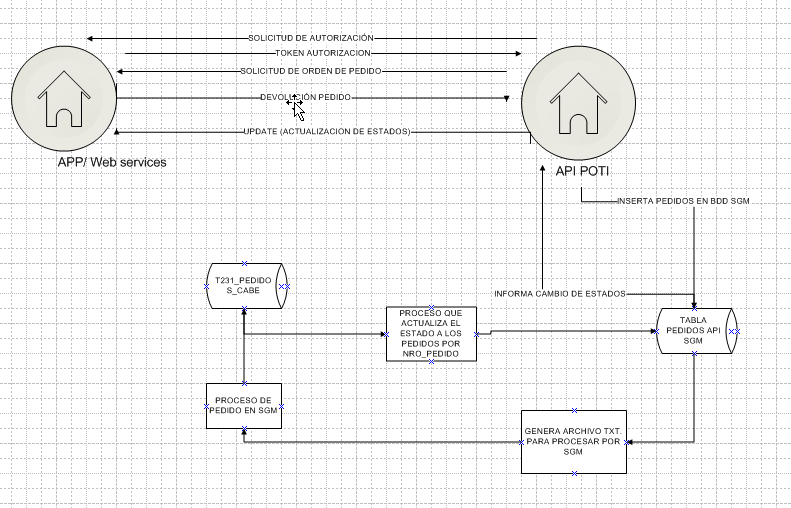 SOLICITUD DE AUTORIZACIÓN
TOKEN AUTORIZACION
SOLICITUD DE ORDEN DE PEDIDO
DEVOLUCIÓN PEDIDO
UPDATE (ACTUALIZACION DE ESTADOS)
APP/ Web services
API POTI
INSERTA PEDIDOS EN BDD SGM
T231_PEDIDO
S_CABE
INFORMA CAMBIO DE ESTADOS
PROCESO QUE
ACTUALIZA EL
ESTADO A LOS
PEDIDOS POR
NRO_PEDIDO
TABLA
PEDIDOS API
SGM
PROCESO DE
PEDIDO EN SGM
GENERA ARCHIVO TXT.
PARA PROCESAR POR
SGM